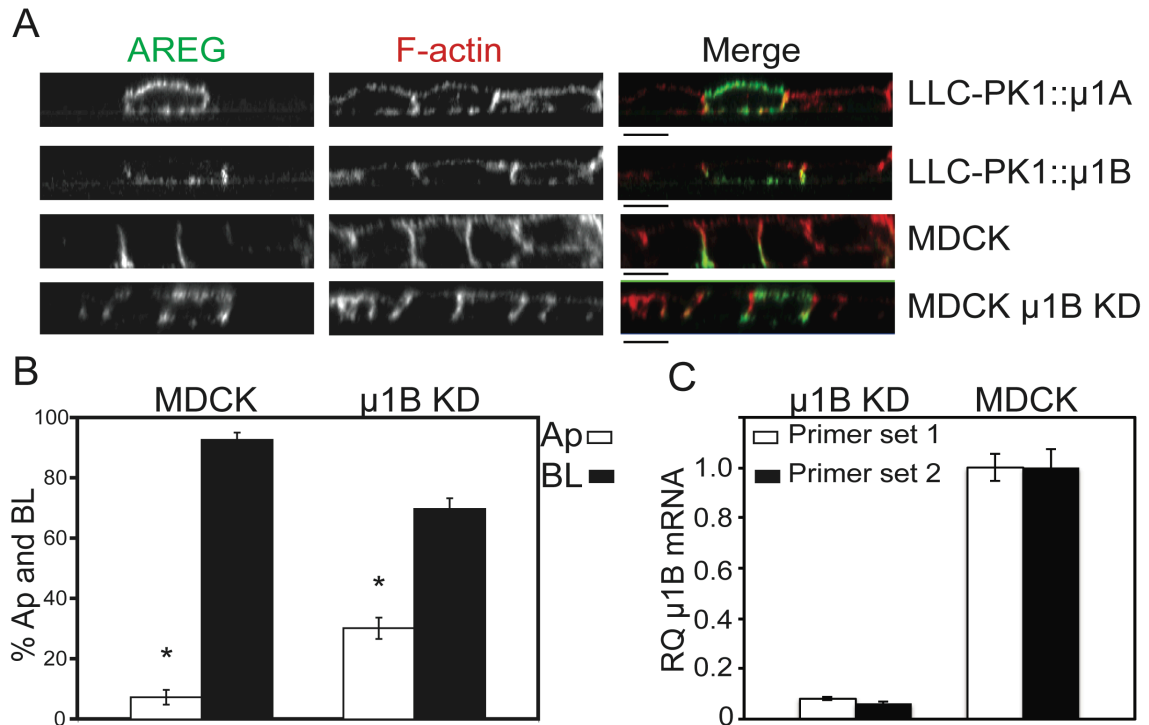 A
AREG
F-actin
Merge
LLC-PK1::µ1A
LLC-PK1::µ1B
MDCK
MDCK µ1B KD
B
MDCK
µ1B KD
Ap
BL
% Ap and BL
100
80
60
40
20
0
*
*
C
µ1B KD
MDCK
Primer set 1
Primer set 2
RQ µ1B mRNA
1.0
0.8
0.6
0.4
0.2
0